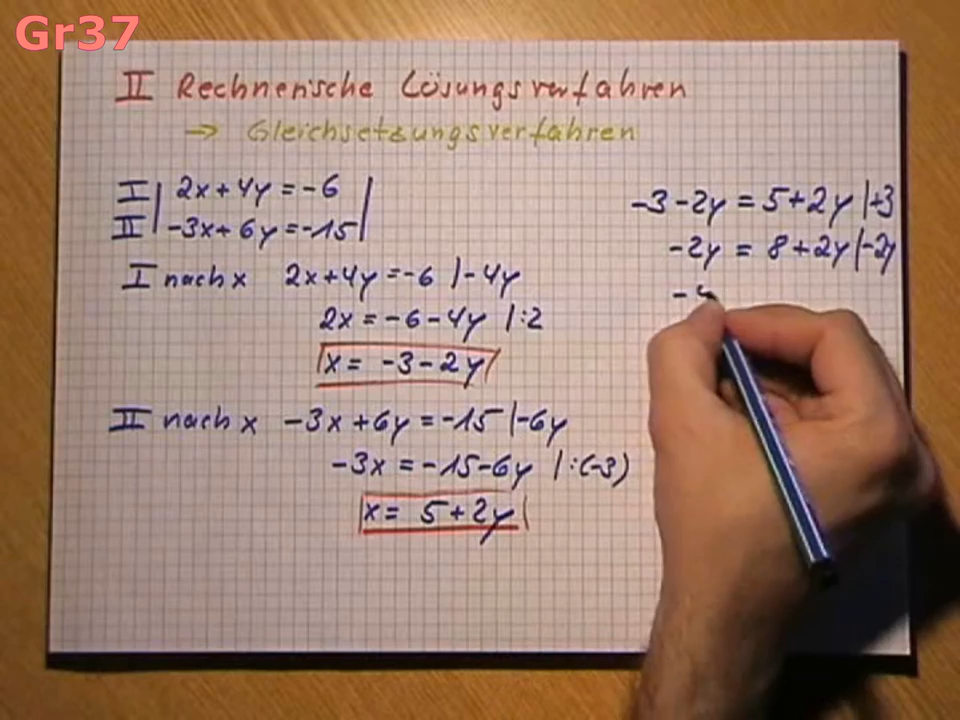 Gr37
II Rechnerische Lösungsverfahren
→ Gleichsetzungsverfahren
I | 2x+4y=-6 |
II | -3x+6y=-15 |
I nach x 2x+4y=-6 |-4y
2x=-6-4y |:2
x= -3-2y
II nach x -3x+6y=-15 |-6y
-3x=-15-6y |:(-3)
x= 5+2y
-3-2y=5+2y |+3
-2y = 8+2y |-2y
-4